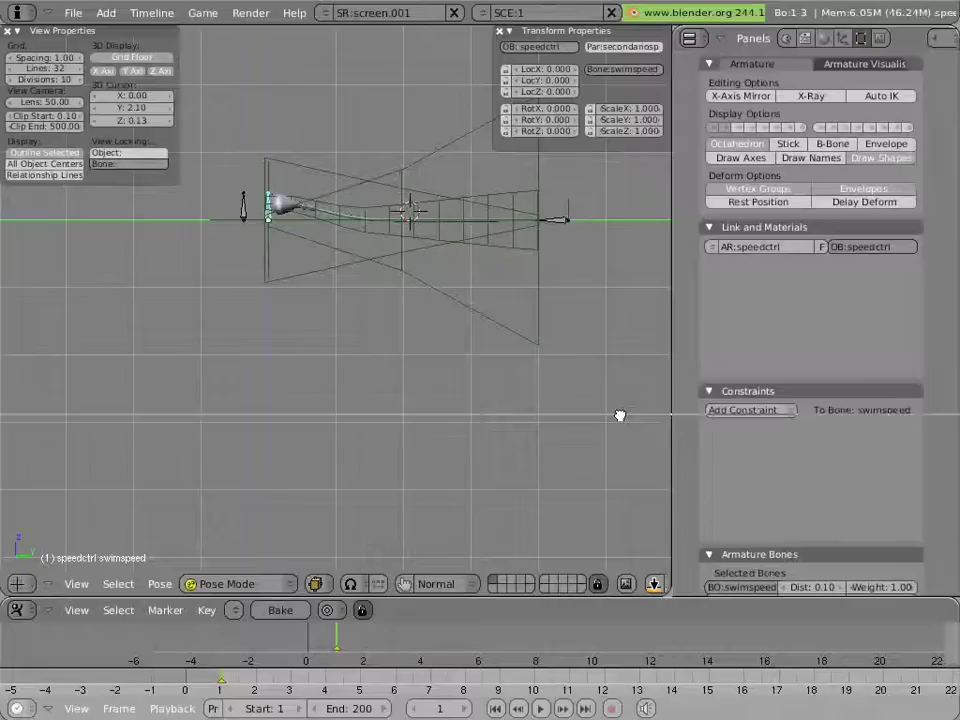 File Add Timeline Game Render Help SR:screen.001 SCE:1 www.blender.org 244.1 Bo:1-3 Mem:6.05M (46.24M) spee
View Properties
Grid:
Spacing: 1.00
Lines: 32
Divisions: 10
View Camera:
Lens: 50.00
Clip Start: 0.10
Clip End: 500.00
Display:
Outline Selected
All Object Centers
Relationship Lines
3D Display:
Grid Floor
X Axi Y Axi Z Axi
3D Cursor:
X: 0.00
Y: 2.10
Z: 0.13
View Locking:
Object:
Bone:
Transform Properties
OB: speedctrl Par:secondariosp
LocX: 0.000 Bone:swimspeed
LocY: 0.000
LocZ: 0.000
RotX: 0.000 ScaleX: 1.000
RotY: 0.000 ScaleY: 1.000
RotZ: 0.000 ScaleZ: 1.000
Panels
Armature Armature Visualis
Editing Options
X-Axis Mirror X-Ray Auto IK
Display Options
Octahedron Stick B-Bone Envelope
Draw Axes Draw Names Draw Shapes
Deform Options
Vertex Groups Envelopes
Rest Position Delay Deform
Link and Materials
AR:speedctrl F OB:speedctrl
Constraints
Add Constraint To Bone: swimspeed
Armature Bones
Selected Bones
BO:swimspeed Dist: 0.10 Weight: 1.00
z
y
(1) speedctrl swimspeed
View Select Pose Pose Mode Normal
View Select Marker Key Bake
-6 -4 -2 0 2 4 6 8 10 12 14 16 18 20 22
-5 -4 -3 -2 -1 0 1 2 3 4 5 6 7 8 9 10 11 12 13 14 15 16 17 18 19 20 21 22
View Frame Playback Pr Start: 1 End: 200 1